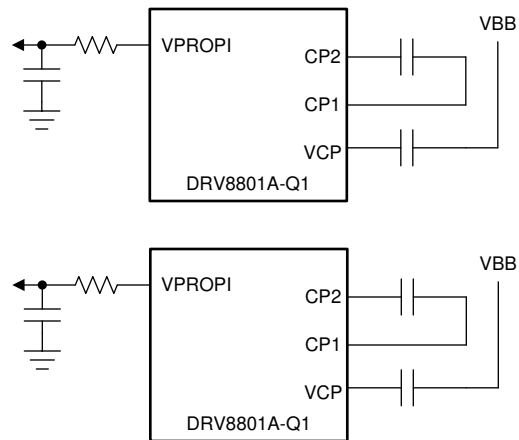 VBB
VPROPI
CP2
CP1
VCP
DRV8801A-Q1
VBB
VPROPI
CP2
CP1
VCP
DRV8801A-Q1